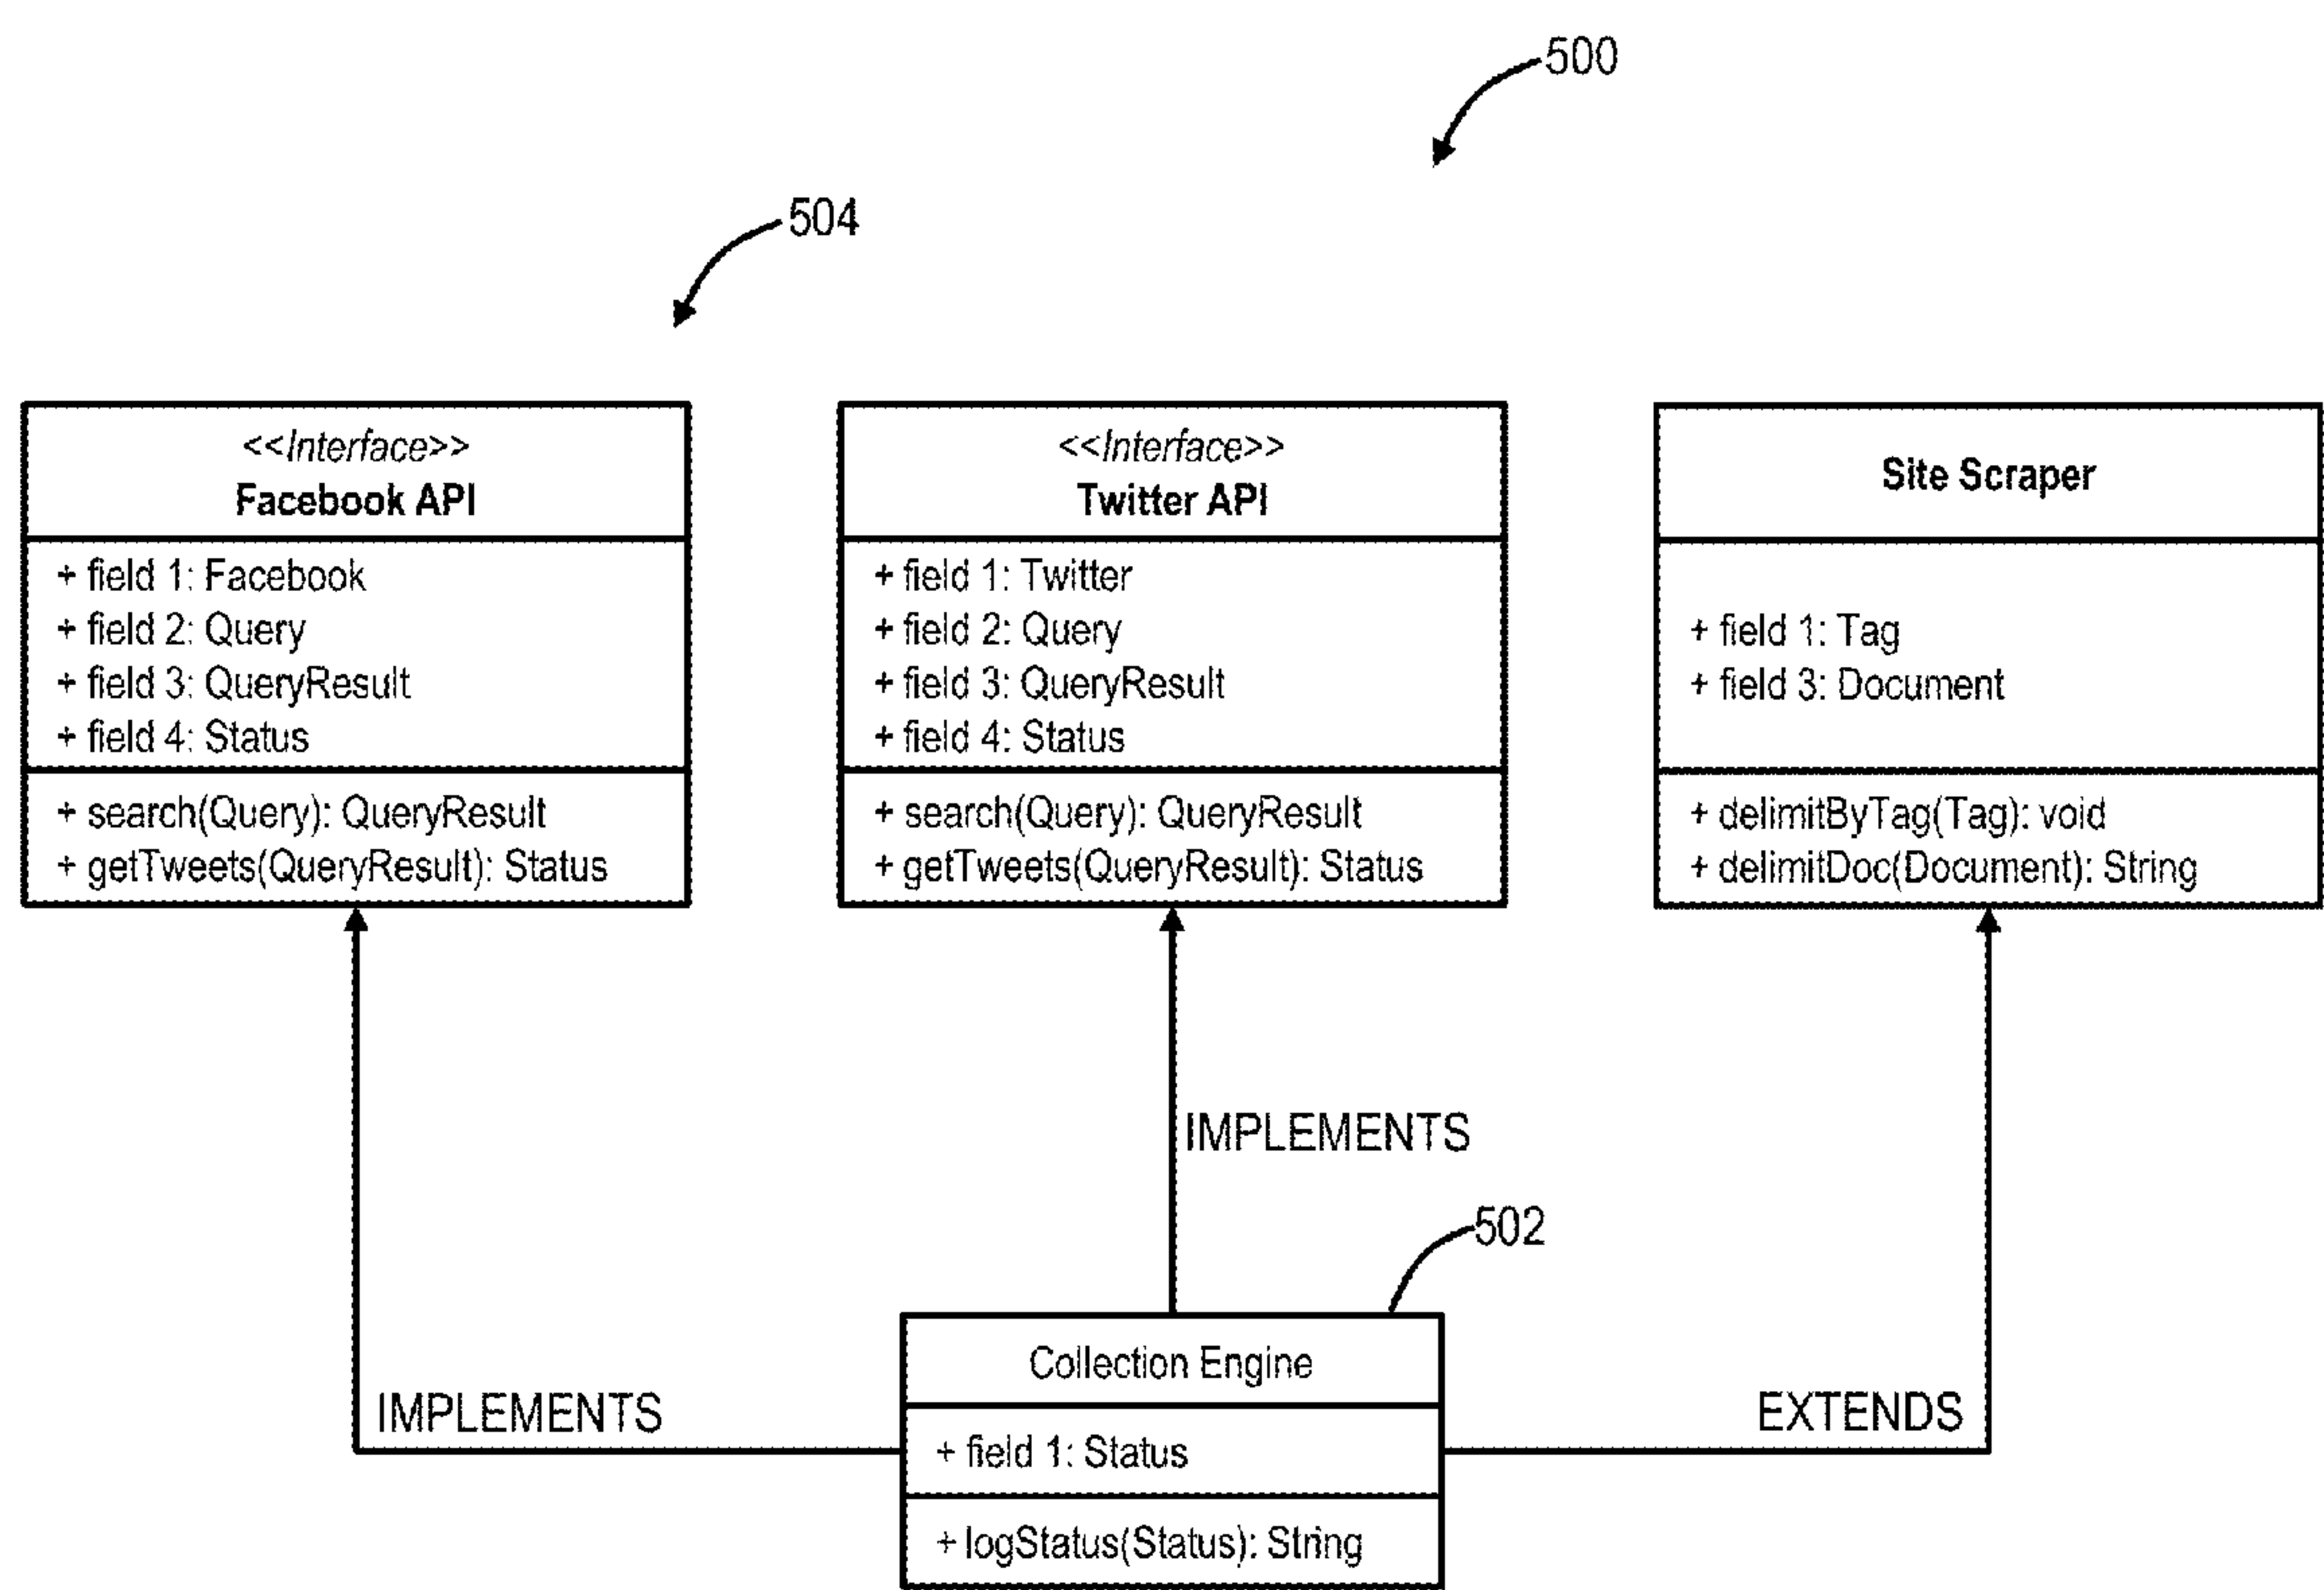 500
504
<<Interface>>
Facebook API
+ field 1: Facebook
+ field 2: Query
+ field 3: QueryResult
+ field 4: Status
+ search(Query): QueryResult
+ getTweets(QueryResult): Status
<<Interface>>
Twitter API
+ field 1: Twitter
+ field 2: Query
+ field 3: QueryResult
+ field 4: Status
+ search(Query): QueryResult
+ getTweets(QueryResult): Status
Site Scraper
+ field 1: Tag
+ field 3: Document
+ delimitByTag(Tag): void
+ delimitDoc(Document): String
IMPLEMENTS
502
IMPLEMENTS
EXTENDS
Collection Engine
+ field 1: Status
+ logStatus(Status): String